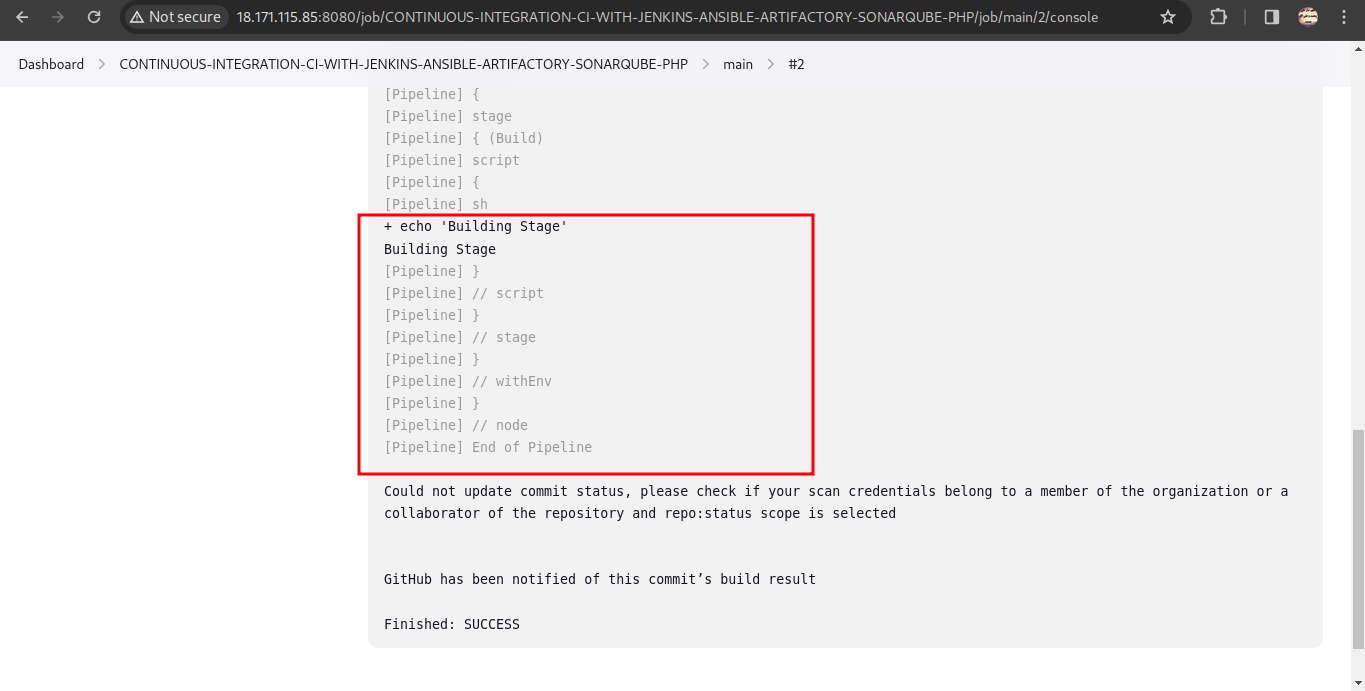 Not secure 18.171.115.85:8080/job/CONTINUOUS-INTEGRATION-CI-WITH-JENKINS-ANSIBLE-ARTIFACTORY-SONARQUBE-PHP/job/main/2/console
Dashboard > CONTINUOUS-INTEGRATION-CI-WITH-JENKINS-ANSIBLE-ARTIFACTORY-SONARQUBE-PHP > main > #2
[Pipeline] {
[Pipeline] stage
[Pipeline] { (Build)
[Pipeline] script
[Pipeline] {
[Pipeline] sh
+ echo 'Building Stage'
Building Stage
[Pipeline] }
[Pipeline] // script
[Pipeline] }
[Pipeline] // stage
[Pipeline] }
[Pipeline] // withEnv
[Pipeline] }
[Pipeline] // node
[Pipeline] End of Pipeline
Could not update commit status, please check if your scan credentials belong to a member of the organization or a
collaborator of the repository and repo:status scope is selected
GitHub has been notified of this commit’s build result
Finished: SUCCESS